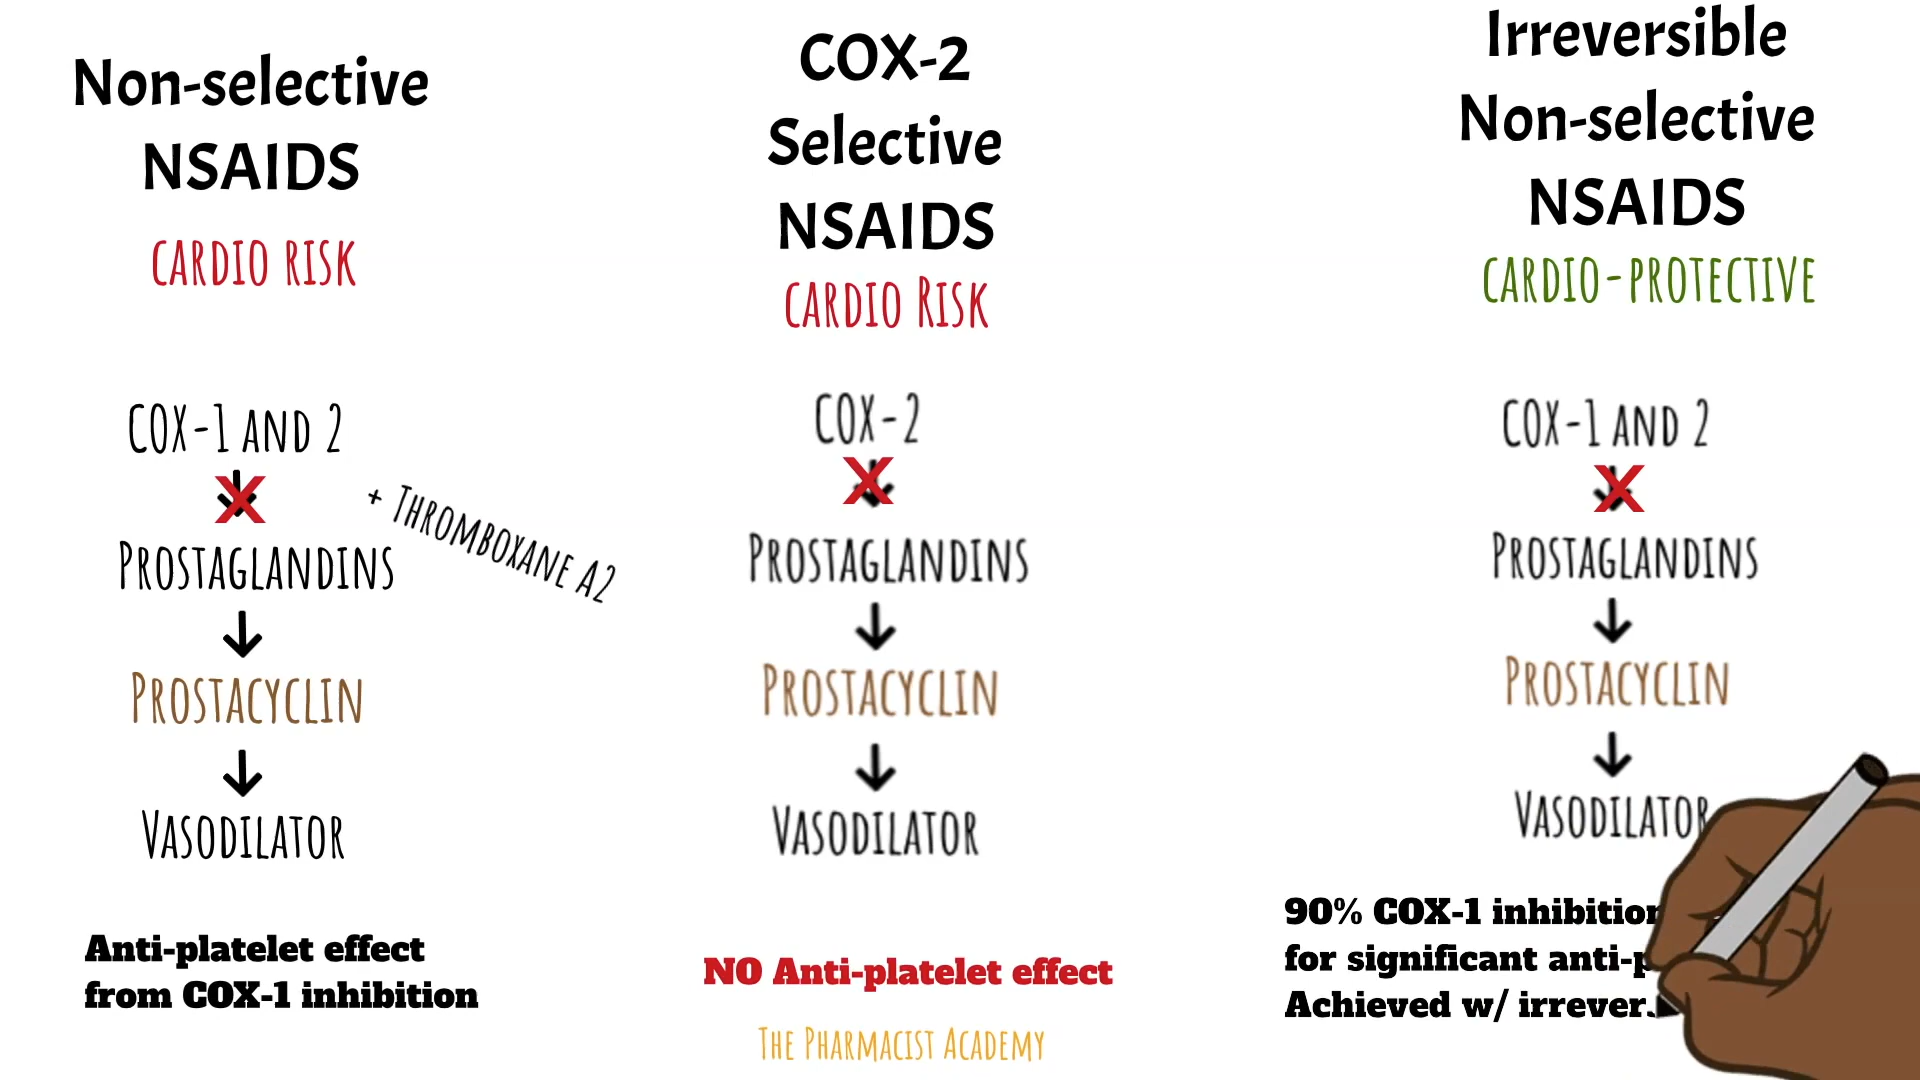 Non-selective
NSAIDS
CARDIO RISK
COX-1 AND 2
X
+ THROMBOXANE A2
PROSTAGLANDINS
PROSTACYCLIN
VASODILATOR
Anti-platelet effect
from COX-1 inhibition
COX-2
Selective
NSAIDS
CARDIO RISK
COX-2
X
PROSTAGLANDINS
PROSTACYCLIN
VASODILATOR
NO Anti-platelet effect
THE PHARMACIST ACADEMY
Irreversible
Non-selective
NSAIDS
CARDIO-PROTECTIVE
COX-1 AND 2
X
PROSTAGLANDINS
PROSTACYCLIN
VASODILATOR
90% COX-1 inhibition
for significant
Achieved w/